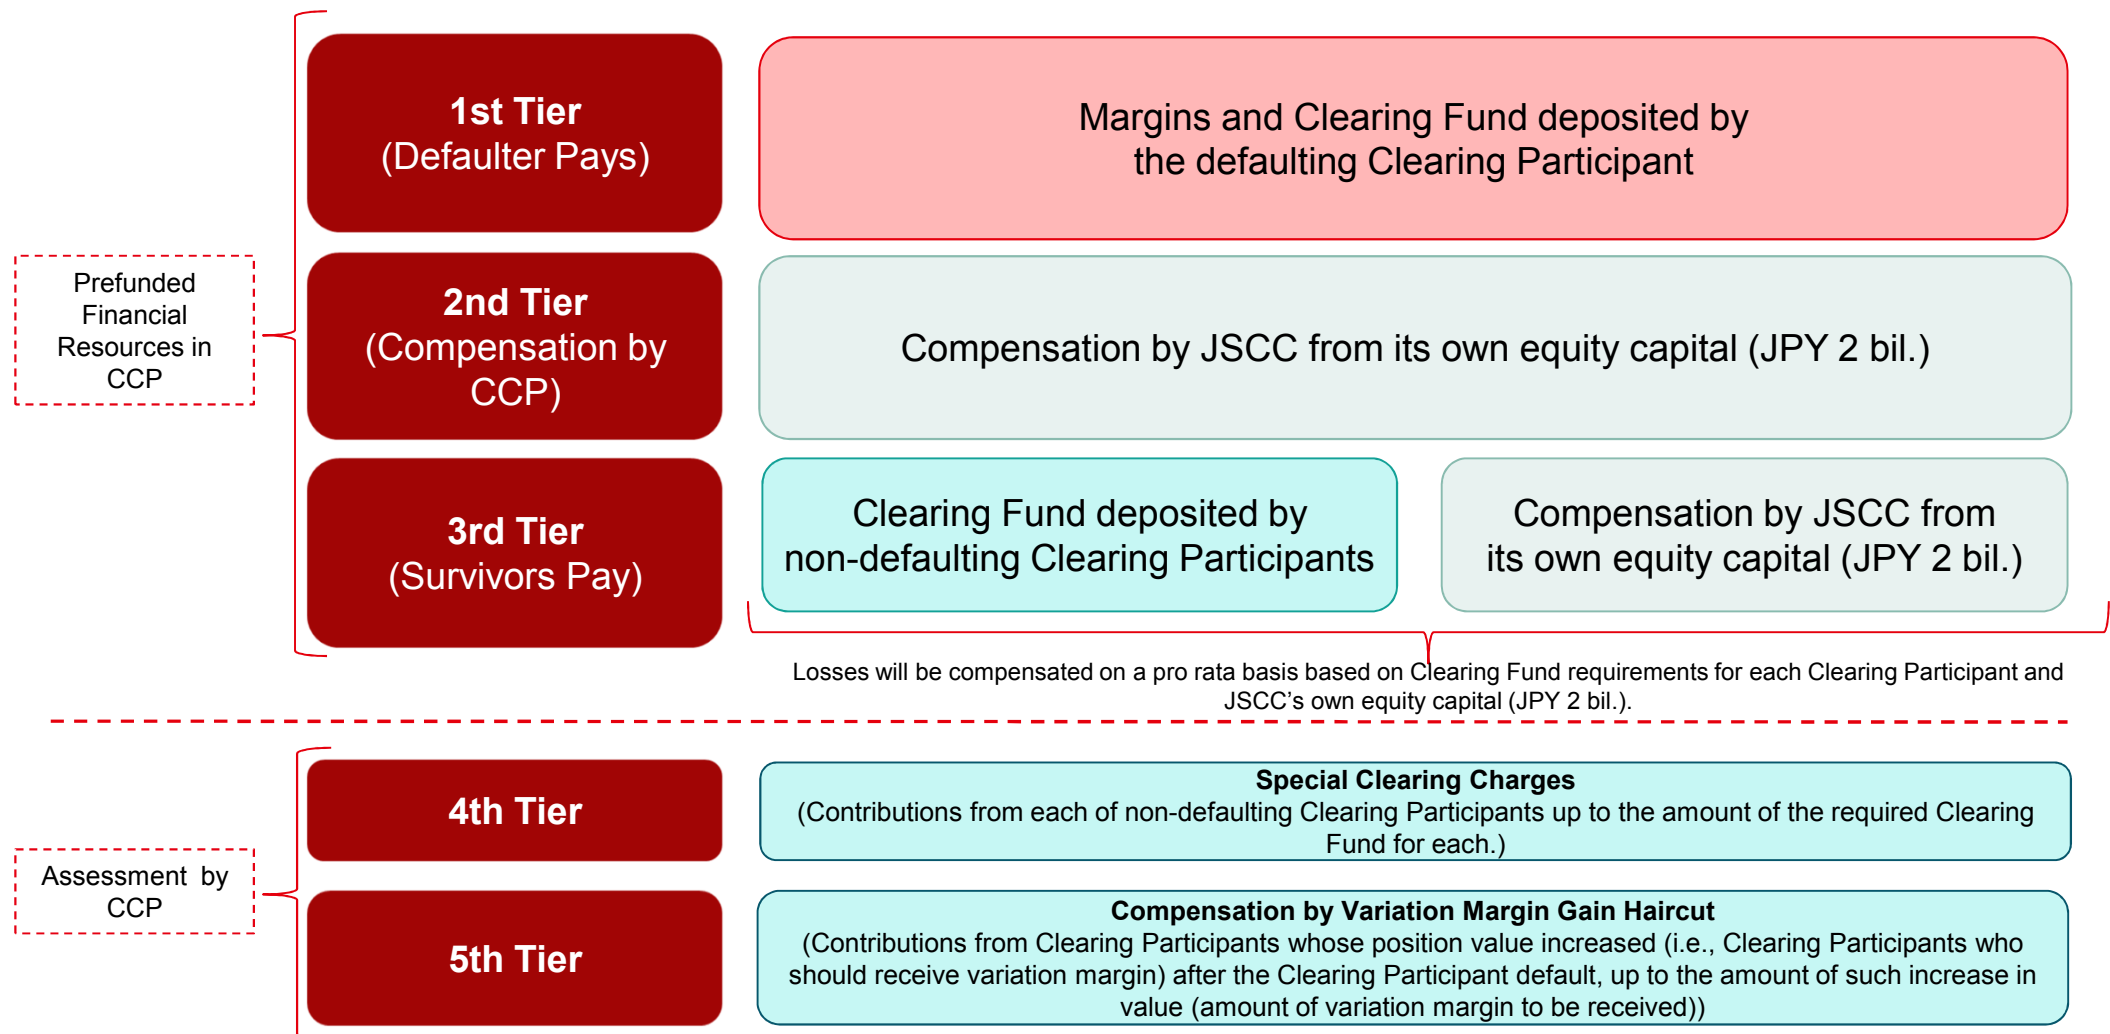 1st Tier
(Defaulter Pays)
Margins and Clearing Fund deposited by
the defaulting Clearing Participant
Prefunded
Financial
Resources in
CCP
2nd Tier
(Compensation by
CCP)
Compensation by JSCC from its own equity capital (JPY 2 bil.)
3rd Tier
(Survivors Pay)
Clearing Fund deposited by
non-defaulting Clearing Participants
Compensation by JSCC from
its own equity capital (JPY 2 bil.)
Losses will be compensated on a pro rata basis based on Clearing Fund requirements for each Clearing Participant and
JSCC’s own equity capital (JPY 2 bil.).
4th Tier
Special Clearing Charges
(Contributions from each of non-defaulting Clearing Participants up to the amount of the required Clearing
Fund for each.)
Assessment by
CCP
5th Tier
Compensation by Variation Margin Gain Haircut
(Contributions from Clearing Participants whose position value increased (i.e., Clearing Participants who
should receive variation margin) after the Clearing Participant default, up to the amount of such increase in
value (amount of variation margin to be received))